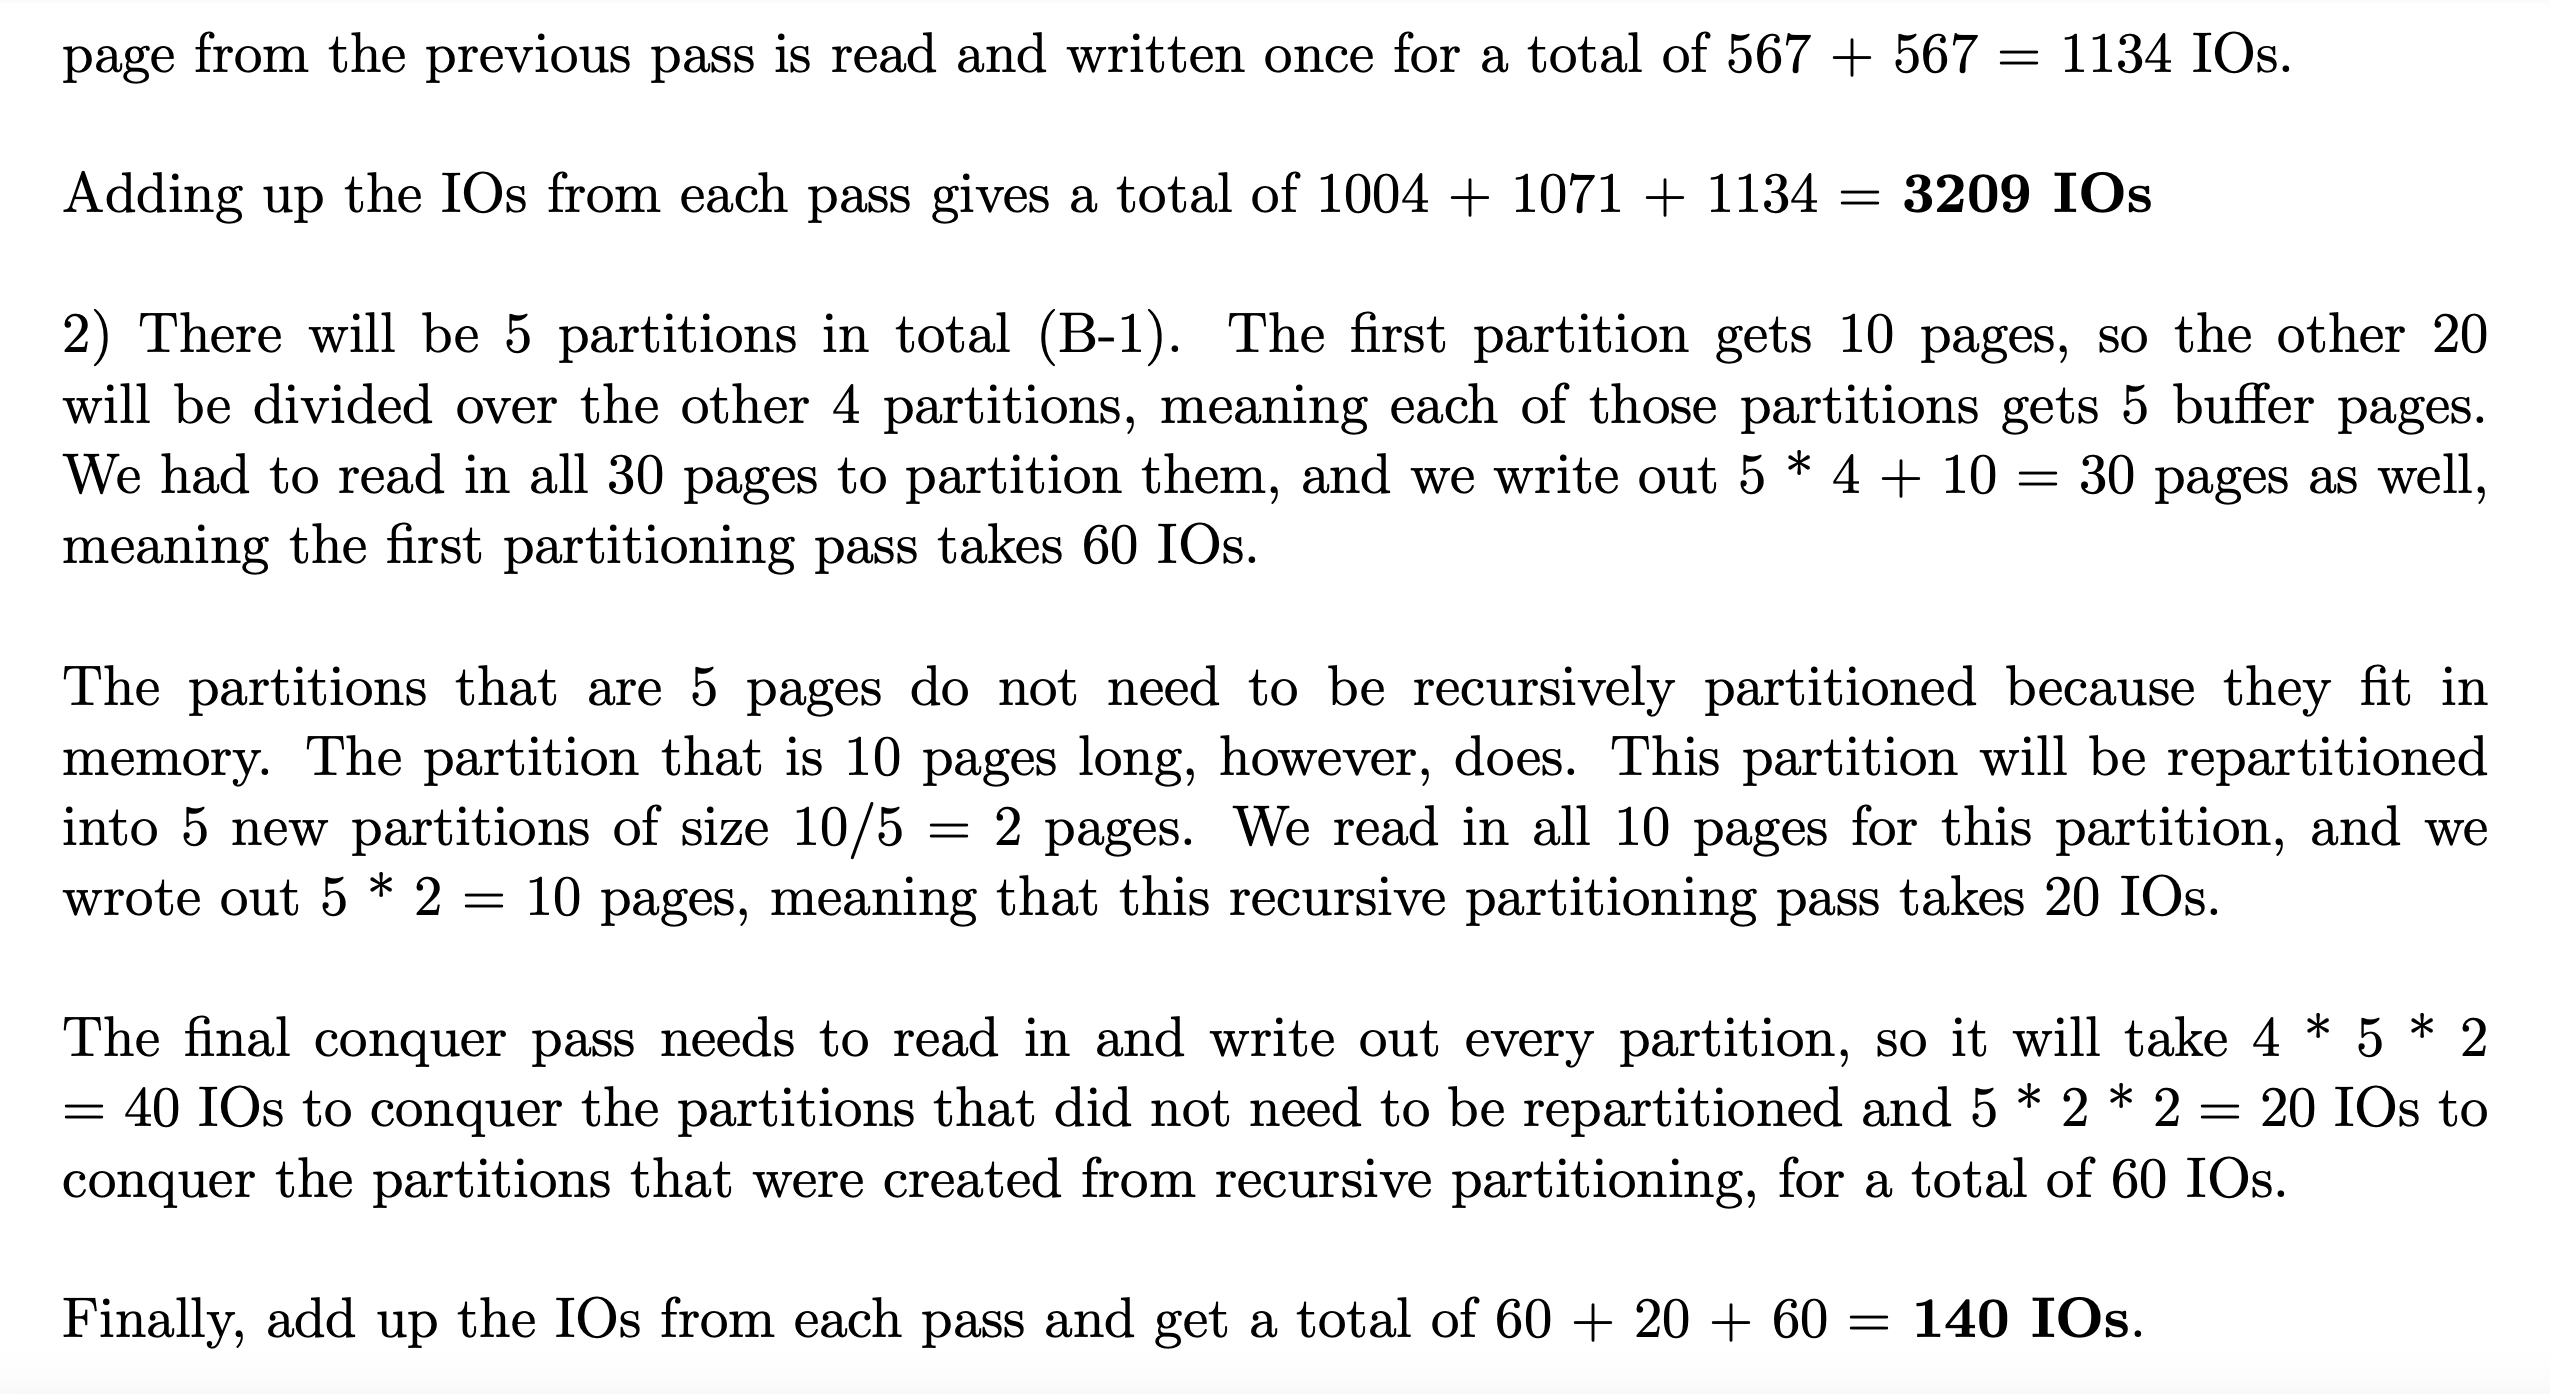 page from the previous pass is read and written once for a total of 567 + 567 = 1134 IOs.
Adding up the IOs from each pass gives a total of 1004 + 1071 + 1134 = 3209 IOs
2) There will be 5 partitions in total (B-1). The first partition gets 10 pages, so the other 20
will be divided over the other 4 partitions, meaning each of those partitions gets 5 buffer pages.
We had to read in all 30 pages to partition them, and we write out 5 * 4 + 10 = 30 pages as well,
meaning the first partitioning pass takes 60 IOs.
The partitions that are 5 pages do not need to be recursively partitioned because they fit in
memory. The partition that is 10 pages long, however, does. This partition will be repartitioned
into 5 new partitions of size 10/5 = 2 pages. We read in all 10 pages for this partition, and we
wrote out 5 * 2 = 10 pages, meaning that this recursive partitioning pass takes 20 IOs.
The final conquer pass needs to read in and write out every partition, so it will take 4 * 5 * 2
= 40 IOs to conquer the partitions that did not need to be repartitioned and 5 * 2 * 2 = 20 IOs to
conquer the partitions that were created from recursive partitioning, for a total of 60 IOs.
Finally, add up the IOs from each pass and get a total of 60 + 20 + 60 = 140 IOs.